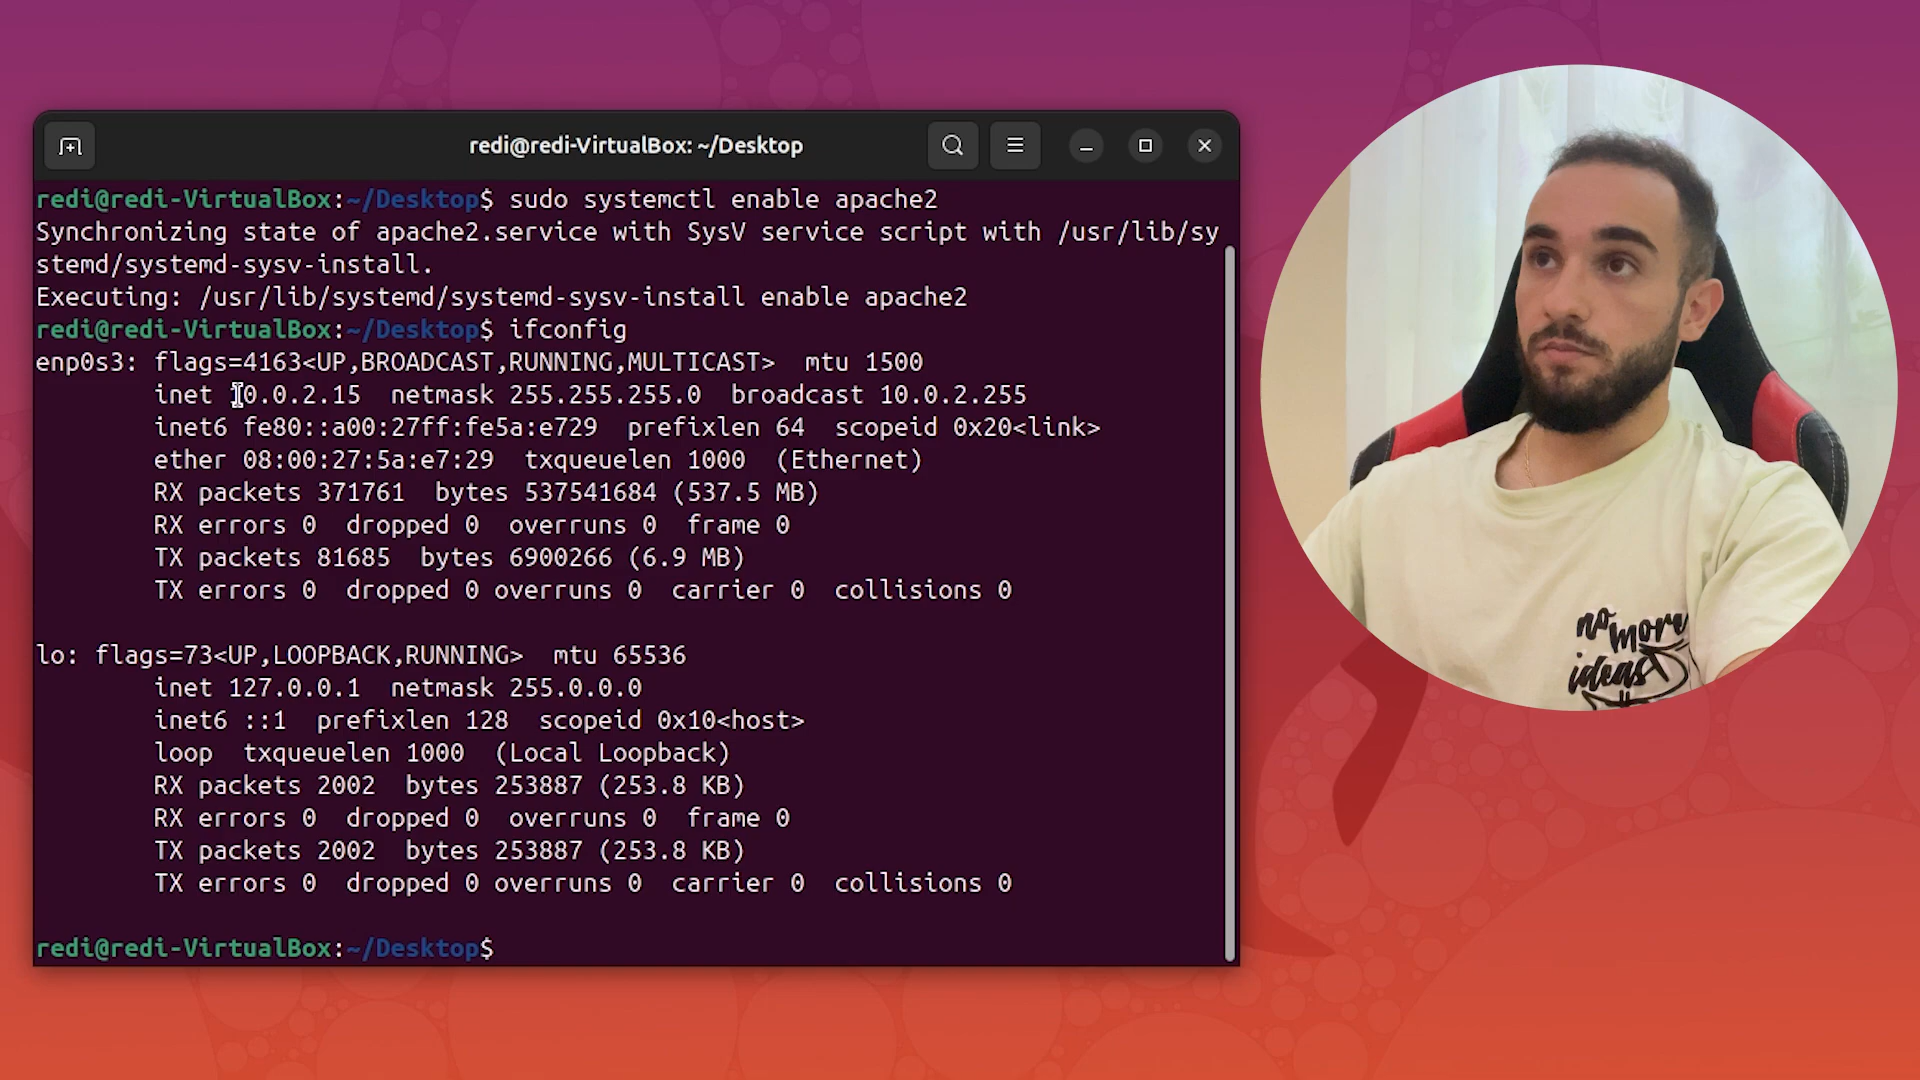 redi@redi-VirtualBox: ~/Desktop
redi@redi-VirtualBox:~/Desktop$ sudo systemctl enable apache2
Synchronizing state of apache2.service with SysV service script with /usr/lib/sy
stemd/systemd-sysv-install.
Executing: /usr/lib/systemd/systemd-sysv-install enable apache2
redi@redi-VirtualBox:~/Desktop$ ifconfig
enp0s3: flags=4163<UP,BROADCAST,RUNNING,MULTICAST>  mtu 1500
        inet 10.0.2.15  netmask 255.255.255.0  broadcast 10.0.2.255
        inet6 fe80::a00:27ff:fe5a:e729  prefixlen 64  scopeid 0x20<link>
        ether 08:00:27:5a:e7:29  txqueuelen 1000  (Ethernet)
        RX packets 371761  bytes 537541684 (537.5 MB)
        RX errors 0  dropped 0  overruns 0  frame 0
        TX packets 81685  bytes 6900266 (6.9 MB)
        TX errors 0  dropped 0 overruns 0  carrier 0  collisions 0
lo: flags=73<UP,LOOPBACK,RUNNING>  mtu 65536
        inet 127.0.0.1  netmask 255.0.0.0
        inet6 ::1  prefixlen 128  scopeid 0x10<host>
        loop  txqueuelen 1000  (Local Loopback)
        RX packets 2002  bytes 253887 (253.8 KB)
        RX errors 0  dropped 0  overruns 0  frame 0
        TX packets 2002  bytes 253887 (253.8 KB)
        TX errors 0  dropped 0 overruns 0  carrier 0  collisions 0
redi@redi-VirtualBox:~/Desktop$
no
more
ideas